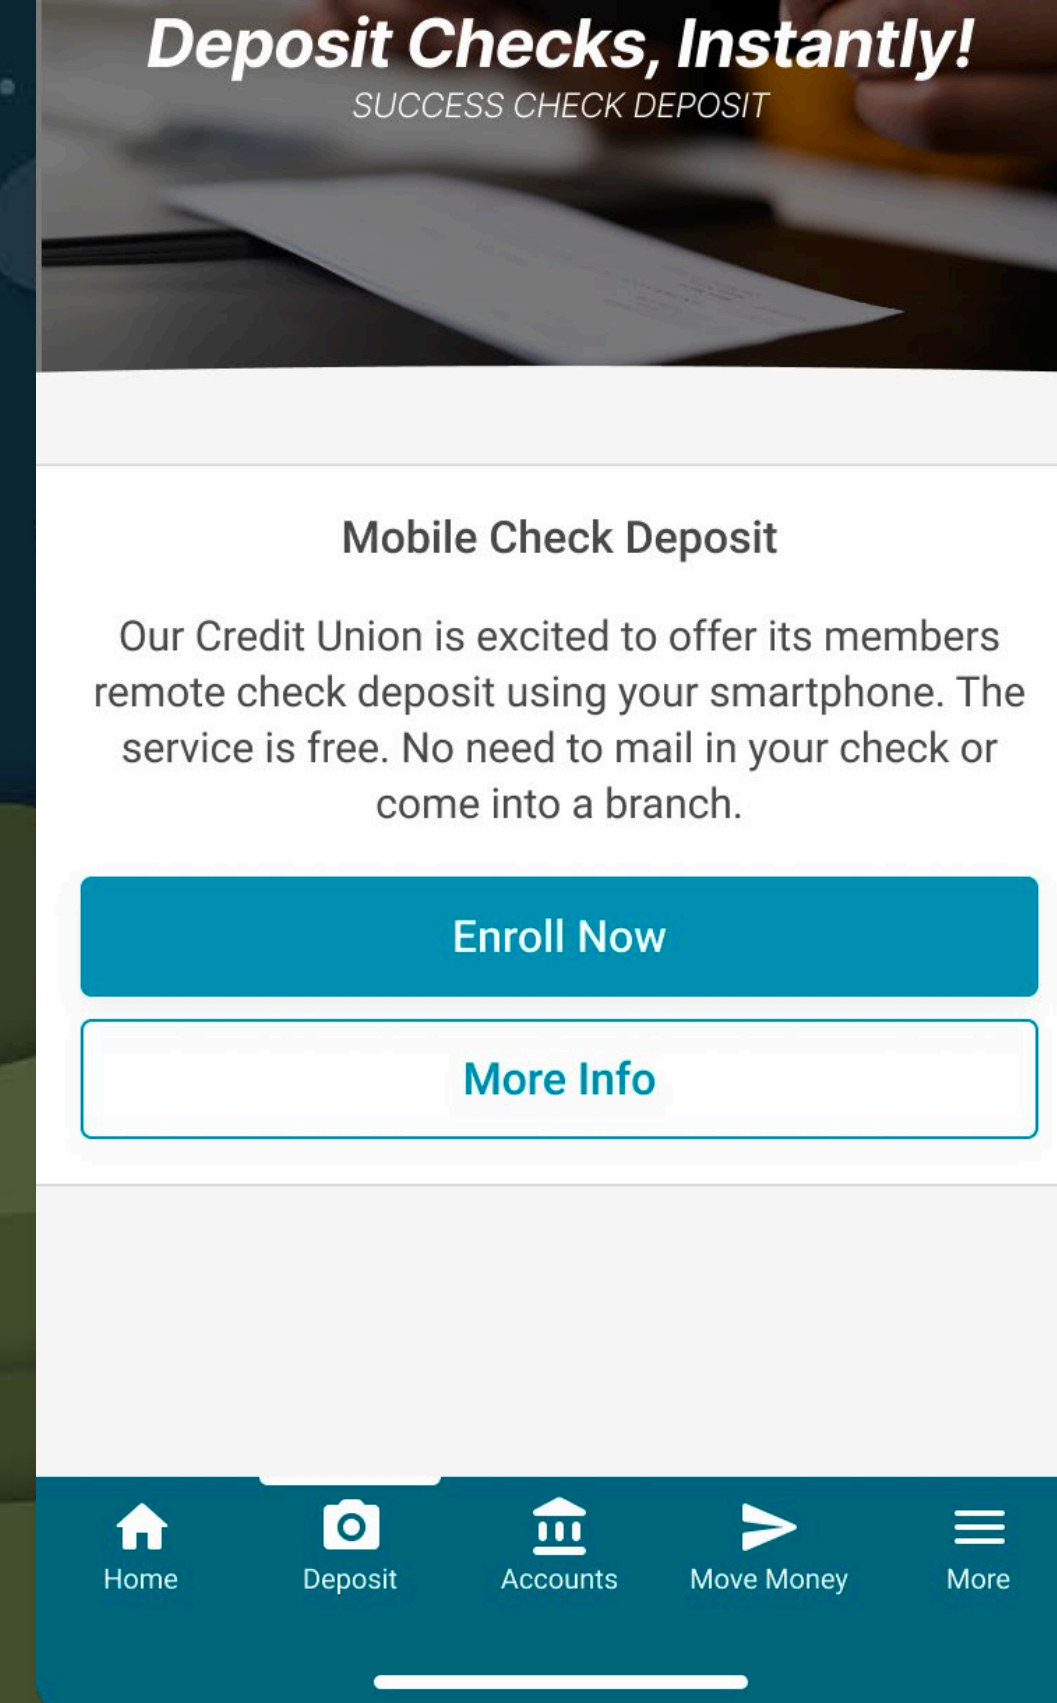 Deposit Checks, Instantly!
SUCCESS CHECK DEPOSIT
Mobile Check Deposit
Our Credit Union is excited to offer its members
remote check deposit using your smartphone. The
service is free. No need to mail in your check or
come into a branch.
Enroll Now
More Info
Home
Deposit
Accounts
Move Money
More